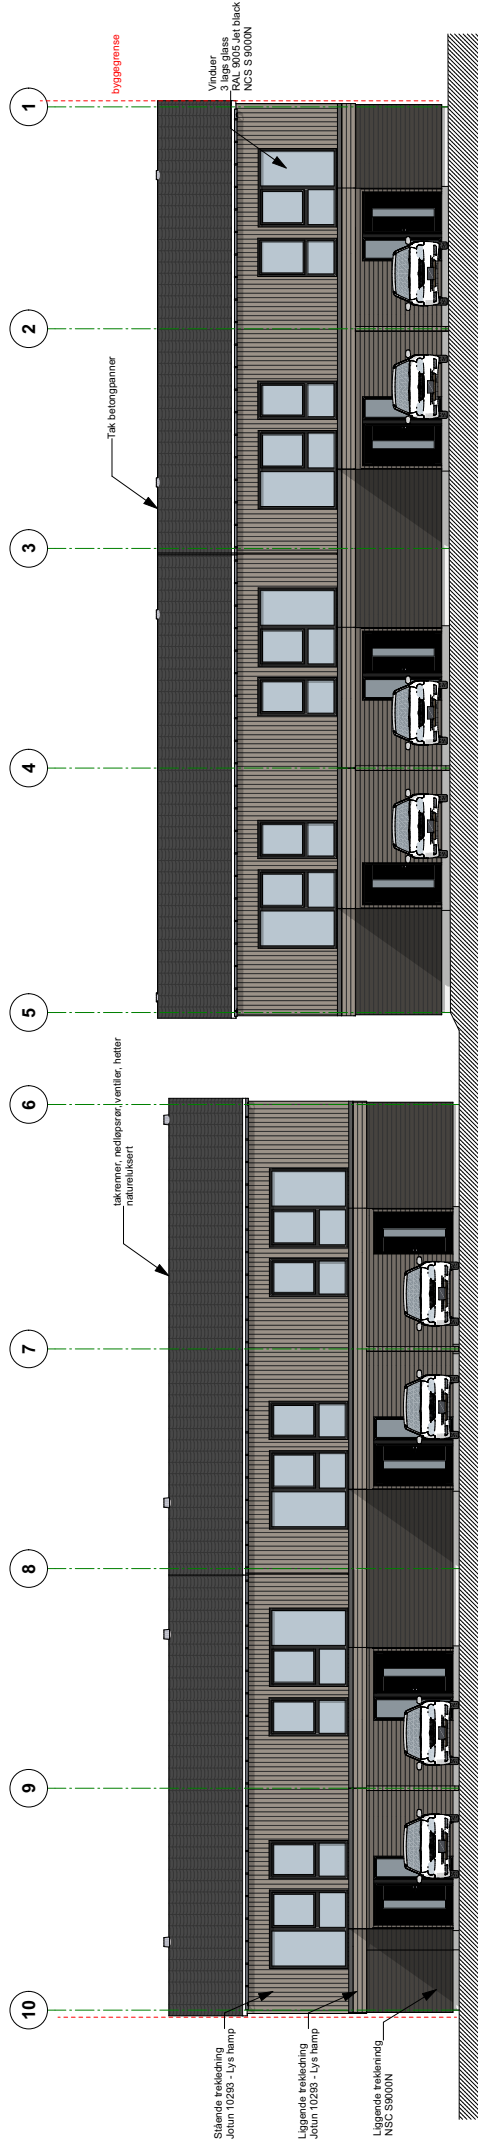 10
9
8
7
6
5
4
3
2
1
byggegrense
Tak betongpanner
takrenner, nedløpsrør, ventiler, hetter
natureluksert
Vinduer
3 lags glass
RAL 9005 Jet black
NCS S 9000N
Stående trekledning
Jotun 10293 - Lys hamp
Liggende trekledning
Jotun 10293 - Lys hamp
Liggende treklenindg
NSC S9000N